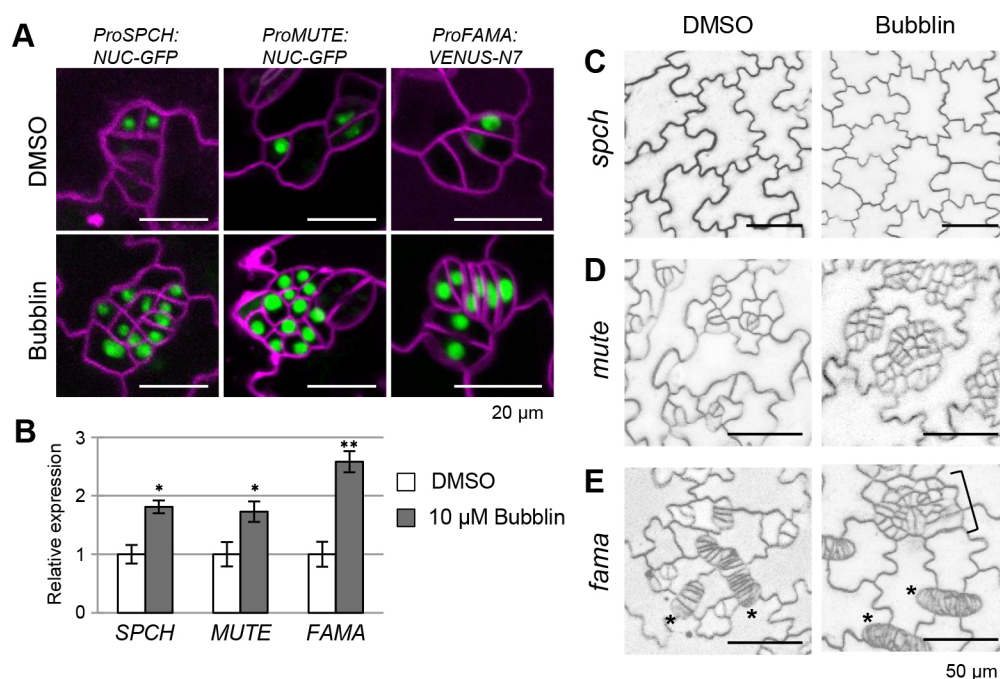 A
ProSPCH:
NUC-GFP
ProMUTE:
NUC-GFP
ProFAMA:
VENUS-N7
DMSO
Bubblin
20 µm
B
Relative expression
3
2
1
0
*
*
**
SPCH
MUTE
FAMA
DMSO
10 µM Bubblin
DMSO
Bubblin
C
spch
D
mute
E
fama
*
*
*
*
50 µm